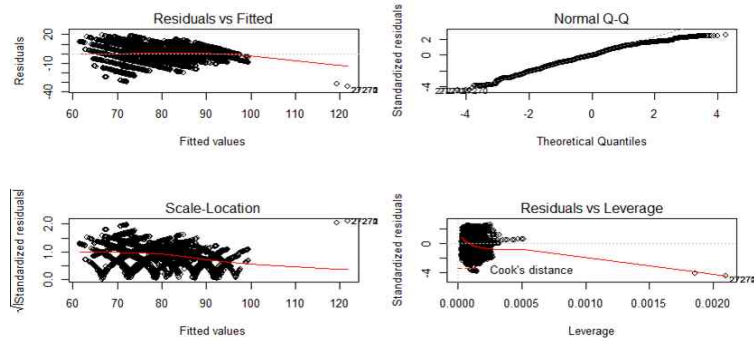 Residuals vs Fitted
Residuals
20
-10
-40
60 70 80 90 100 110 120
Fitted values
Normal Q-Q
Standardized residuals
2
0
-4
-4 -2 0 2 4
Theoretical Quantiles
Scale-Location
√|Standardized residuals|
2.0
1.0
0.0
60 70 80 90 100 110 120
Fitted values
Residuals vs Leverage
Standardized residuals
0
-4
Cook's distance
0.0000 0.0005 0.0010 0.0015 0.0020
Leverage